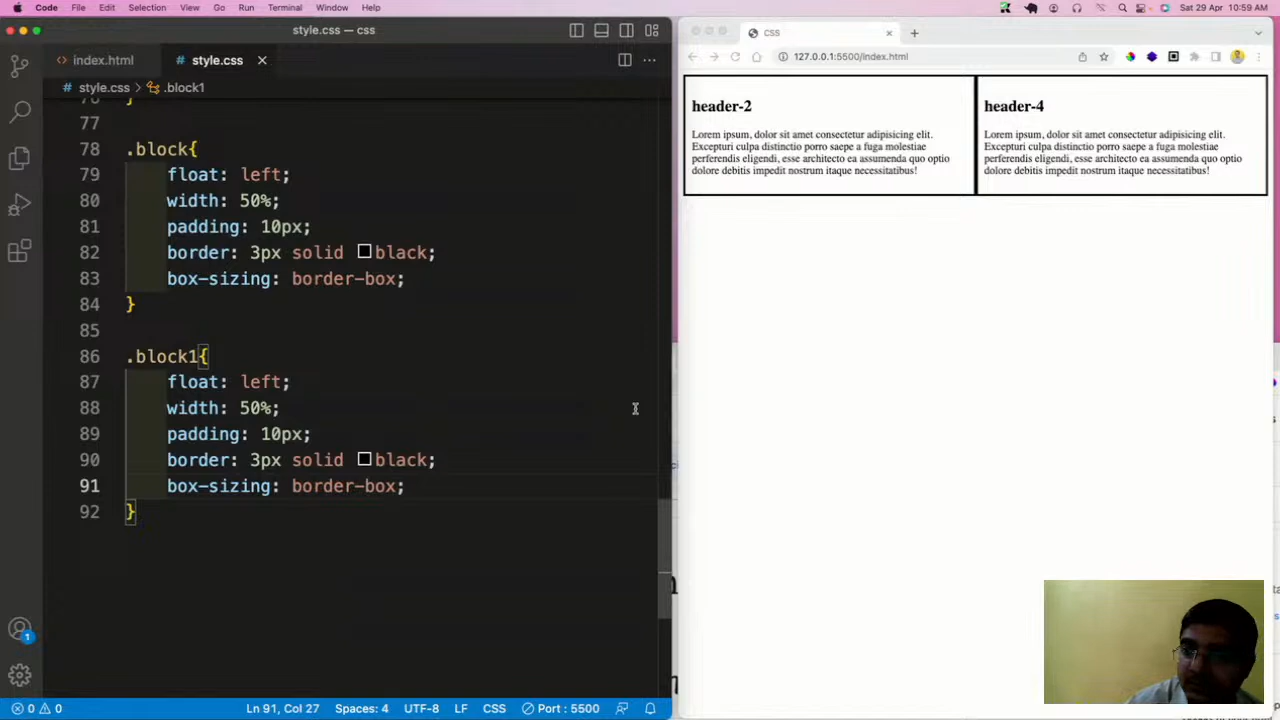 Code File Edit Selection View Go Run Terminal Window Help Sat 29 Apr 10:59 AM
style.css — css
index.html style.css
style.css > .block1
77
78 .block{
79 float: left;
80 width: 50%;
81 padding: 10px;
82 border: 3px solid black;
83 box-sizing: border-box;
84 }
85
86 .block1{
87 float: left;
88 width: 50%;
89 padding: 10px;
90 border: 3px solid black;
91 box-sizing: border-box;
92 }
1
0 0 Ln 91, Col 27 Spaces: 4 UTF-8 LF CSS Port : 5500
CSS
127.0.0.1:5500/index.html
header-2
Lorem ipsum, dolor sit amet consectetur adipisicing elit.
Excepturi culpa distinctio porro saepe a fuga molestiae
perferendis eligendi, esse architecto ea assumenda quo optio
dolore debitis impedit nostrum itaque necessitatibus!
header-4
Lorem ipsum, dolor sit amet consectetur adipisicing elit.
Excepturi culpa distinctio porro saepe a fuga molestiae
perferendis eligendi, esse architecto ea assumenda quo optio
dolore debitis impedit nostrum itaque necessitatibus!